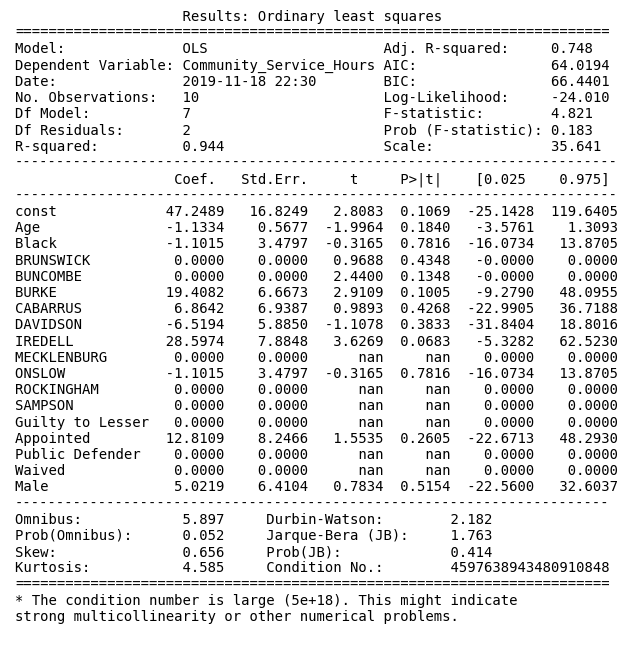 Results: Ordinary least squares
==========================================================================
Model: OLS Adj. R-squared: 0.748
Dependent Variable: Community_Service_Hours AIC: 64.0194
Date: 2019-11-18 22:30 BIC: 66.4401
No. Observations: 10 Log-Likelihood: -24.010
Df Model: 7 F-statistic: 4.821
Df Residuals: 2 Prob (F-statistic): 0.183
R-squared: 0.944 Scale: 35.641
--------------------------------------------------------------------------
Coef. Std.Err. t P>|t| [0.025 0.975]
--------------------------------------------------------------------------
const 47.2489 16.8249 2.8083 0.1069 -25.1428 119.6405
Age -1.1334 0.5677 -1.9964 0.1840 -3.5761 1.3093
Black -1.1015 3.4797 -0.3165 0.7816 -16.0734 13.8705
BRUNSWICK 0.0000 0.0000 0.9688 0.4348 -0.0000 0.0000
BUNCOMBE 0.0000 0.0000 2.4400 0.1348 -0.0000 0.0000
BURKE 19.4082 6.6673 2.9109 0.1005 -9.2790 48.0955
CABARRUS 6.8642 6.9387 0.9893 0.4268 -22.9905 36.7188
DAVIDSON -6.5194 5.8850 -1.1078 0.3833 -31.8404 18.8016
IREDELL 28.5974 7.8848 3.6269 0.0683 -5.3282 62.5230
MECKLENBURG 0.0000 0.0000 nan nan 0.0000 0.0000
ONSLOW -1.1015 3.4797 -0.3165 0.7816 -16.0734 13.8705
ROCKINGHAM 0.0000 0.0000 nan nan 0.0000 0.0000
SAMPSON 0.0000 0.0000 nan nan 0.0000 0.0000
Guilty to Lesser 0.0000 0.0000 nan nan 0.0000 0.0000
Appointed 12.8109 8.2466 1.5535 0.2605 -22.6713 48.2930
Public Defender 0.0000 0.0000 nan nan 0.0000 0.0000
Waived 0.0000 0.0000 nan nan 0.0000 0.0000
Male 5.0219 6.4104 0.7834 0.5154 -22.5600 32.6037
--------------------------------------------------------------------------
Omnibus: 5.897 Durbin-Watson: 2.182
Prob(Omnibus): 0.052 Jarque-Bera (JB): 1.763
Skew: 0.656 Prob(JB): 0.414
Kurtosis: 4.585 Condition No.: 4597638943480910848
==========================================================================
* The condition number is large (5e+18). This might indicate
strong multicollinearity or other numerical problems.